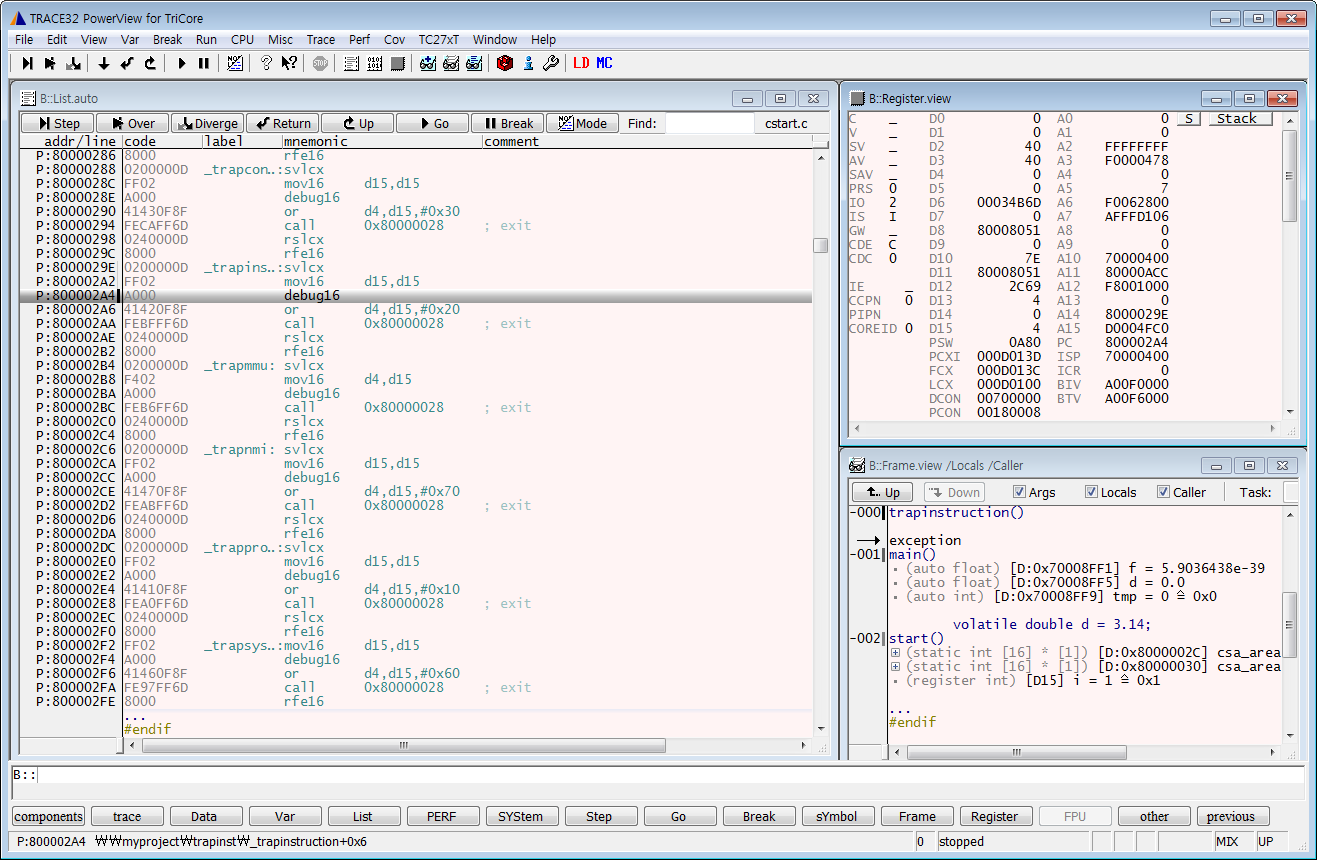 TRACE32 PowerView for TriCore
File Edit View Var Break Run CPU Misc Trace Perf Cov TC27xT Window Help
LD MC
B::List.auto
Step Over Diverge Return Up Go Break Mode Find: cstart.c
addr/line code label mnemonic comment
P:80000286 8000 rfe16
P:80000288 0200000D _trapcon..:svlcx
P:8000028C FF02 mov16 d15,d15
P:8000028E A000 debug16
P:80000290 41430F8F or d4,d15,#0x30
P:80000294 FECAFF6D call 0x80000028 ; exit
P:80000298 0240000D rslcx
P:8000029C 8000 rfe16
P:8000029E 0200000D _trapins..:svlcx
P:800002A2 FF02 mov16 d15,d15
P:800002A4 A000 debug16
P:800002A6 41420F8F or d4,d15,#0x20
P:800002AA FEBFFF6D call 0x80000028 ; exit
P:800002AE 0240000D rslcx
P:800002B2 8000 rfe16
P:800002B4 0200000D _trapmmu: svlcx
P:800002B8 F402 mov16 d4,d15
P:800002BA A000 debug16
P:800002BC FEB6FF6D call 0x80000028 ; exit
P:800002C0 0240000D rslcx
P:800002C4 8000 rfe16
P:800002C6 0200000D _trapnmi: svlcx
P:800002CA FF02 mov16 d15,d15
P:800002CC A000 debug16
P:800002CE 41470F8F or d4,d15,#0x70
P:800002D2 FEABFF6D call 0x80000028 ; exit
P:800002D6 0240000D rslcx
P:800002DA 8000 rfe16
P:800002DC 0200000D _trappro..:svlcx
P:800002E0 FF02 mov16 d15,d15
P:800002E2 A000 debug16
P:800002E4 41410F8F or d4,d15,#0x10
P:800002E8 FEA0FF6D call 0x80000028 ; exit
P:800002EC 0240000D rslcx
P:800002F0 8000 rfe16
P:800002F2 FF02 _trapsys..:mov16 d15,d15
P:800002F4 A000 debug16
P:800002F6 41460F8F or d4,d15,#0x60
P:800002FA FE97FF6D call 0x80000028 ; exit
P:800002FE 8000 rfe16
...
#endif
B::Register.view
C _ D0 0 A0 0 S Stack
V _ D1 0 A1 0
SV _ D2 40 A2 FFFFFFFF
AV _ D3 40 A3 F0000478
SAV _ D4 0 A4 0
PRS 0 D5 0 A5 7
IO 2 D6 00034B6D A6 F0062800
IS I D7 0 A7 AFFFD106
GW _ D8 80008051 A8 0
CDE C D9 0 A9 0
CDC 0 D10 7E A10 70000400
D11 80008051 A11 80000ACC
IE _ D12 2C69 A12 F8001000
CCPN 0 D13 4 A13 0
PIPN D14 0 A14 8000029E
COREID 0 D15 4 A15 D0004FC0
PSW 0A80 PC 800002A4
PCXI 000D013D ISP 70000400
FCX 000D013C ICR 0
LCX 000D0100 BIV A00F0000
DCON 00700000 BTV A00F6000
PCON 00180008
B::Frame.view /Locals /Caller
Up Down Args Locals Caller Task:
-000 trapinstruction()
exception
-001 main()
(auto float) [D:0x70008FF1] f = 5.9036438e-39
(auto float) [D:0x70008FF5] d = 0.0
(auto int) [D:0x70008FF9] tmp = 0 ≙ 0x0
volatile double d = 3.14;
-002 start()
(static int [16] * [1]) [D:0x8000002C] csa_area
(static int [16] * [1]) [D:0x80000030] csa_area
(register int) [D15] i = 1 ≙ 0x1
...
#endif
B::
components trace Data Var List PERF SYStem Step Go Break sYmbol Frame Register FPU other previous
P:800002A4 ₩₩myproject₩trapinst₩_trapinstruction+0x6 0 stopped MIX UP